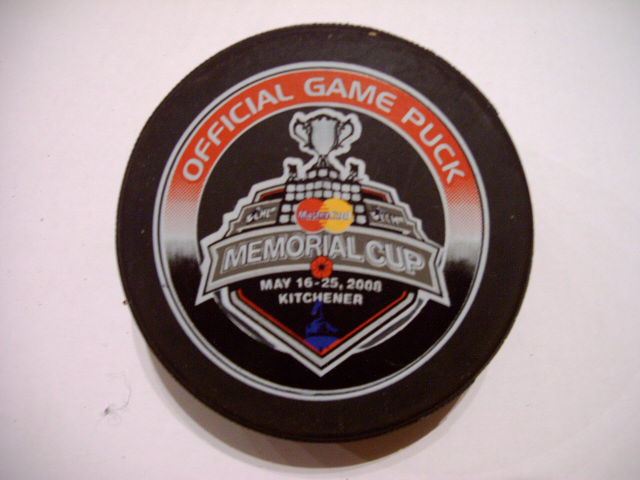 OFFICIAL GAME PUCK
MasterCard
MEMORIAL CUP
MAY 16-25, 2008
KITCHENER